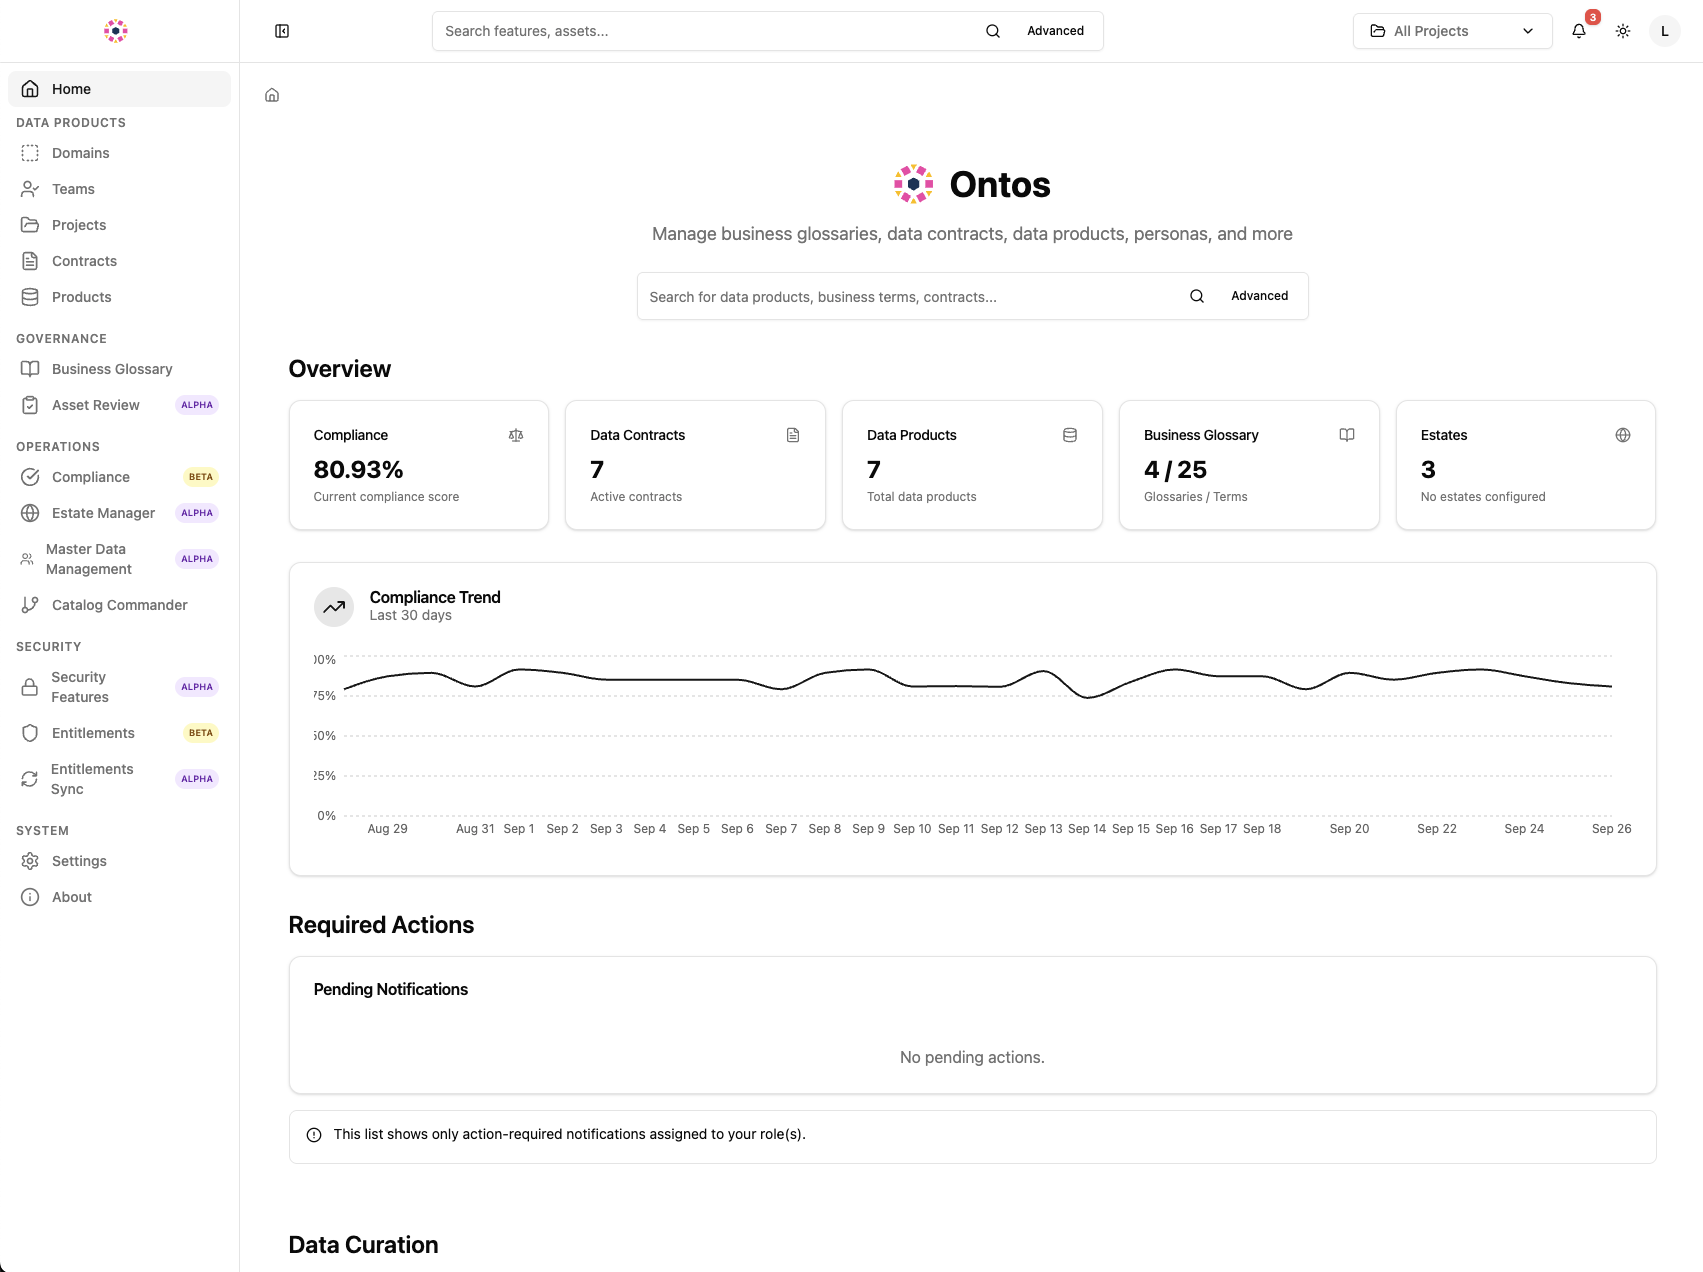 Search features, assets...
Advanced
All Projects
3
L
Home
DATA PRODUCTS
Domains
Teams
Projects
Contracts
Products
GOVERNANCE
Business Glossary
Asset Review
ALPHA
OPERATIONS
Compliance
BETA
Estate Manager
ALPHA
Master Data
Management
ALPHA
Catalog Commander
SECURITY
Security
Features
ALPHA
Entitlements
BETA
Entitlements
Sync
ALPHA
SYSTEM
Settings
About
Ontos
Manage business glossaries, data contracts, data products, personas, and more
Search for data products, business terms, contracts...
Advanced
Overview
Compliance
80.93%
Current compliance score
Data Contracts
7
Active contracts
Data Products
7
Total data products
Business Glossary
4 / 25
Glossaries / Terms
Estates
3
No estates configured
Compliance Trend
Last 30 days
00%
75%
50%
25%
0%
Aug 29 Aug 31 Sep 1 Sep 2 Sep 3 Sep 4 Sep 5 Sep 6 Sep 7 Sep 8 Sep 9 Sep 10 Sep 11 Sep 12 Sep 13 Sep 14 Sep 15 Sep 16 Sep 17 Sep 18 Sep 20 Sep 22 Sep 24 Sep 26
Required Actions
Pending Notifications
No pending actions.
This list shows only action-required notifications assigned to your role(s).
Data Curation